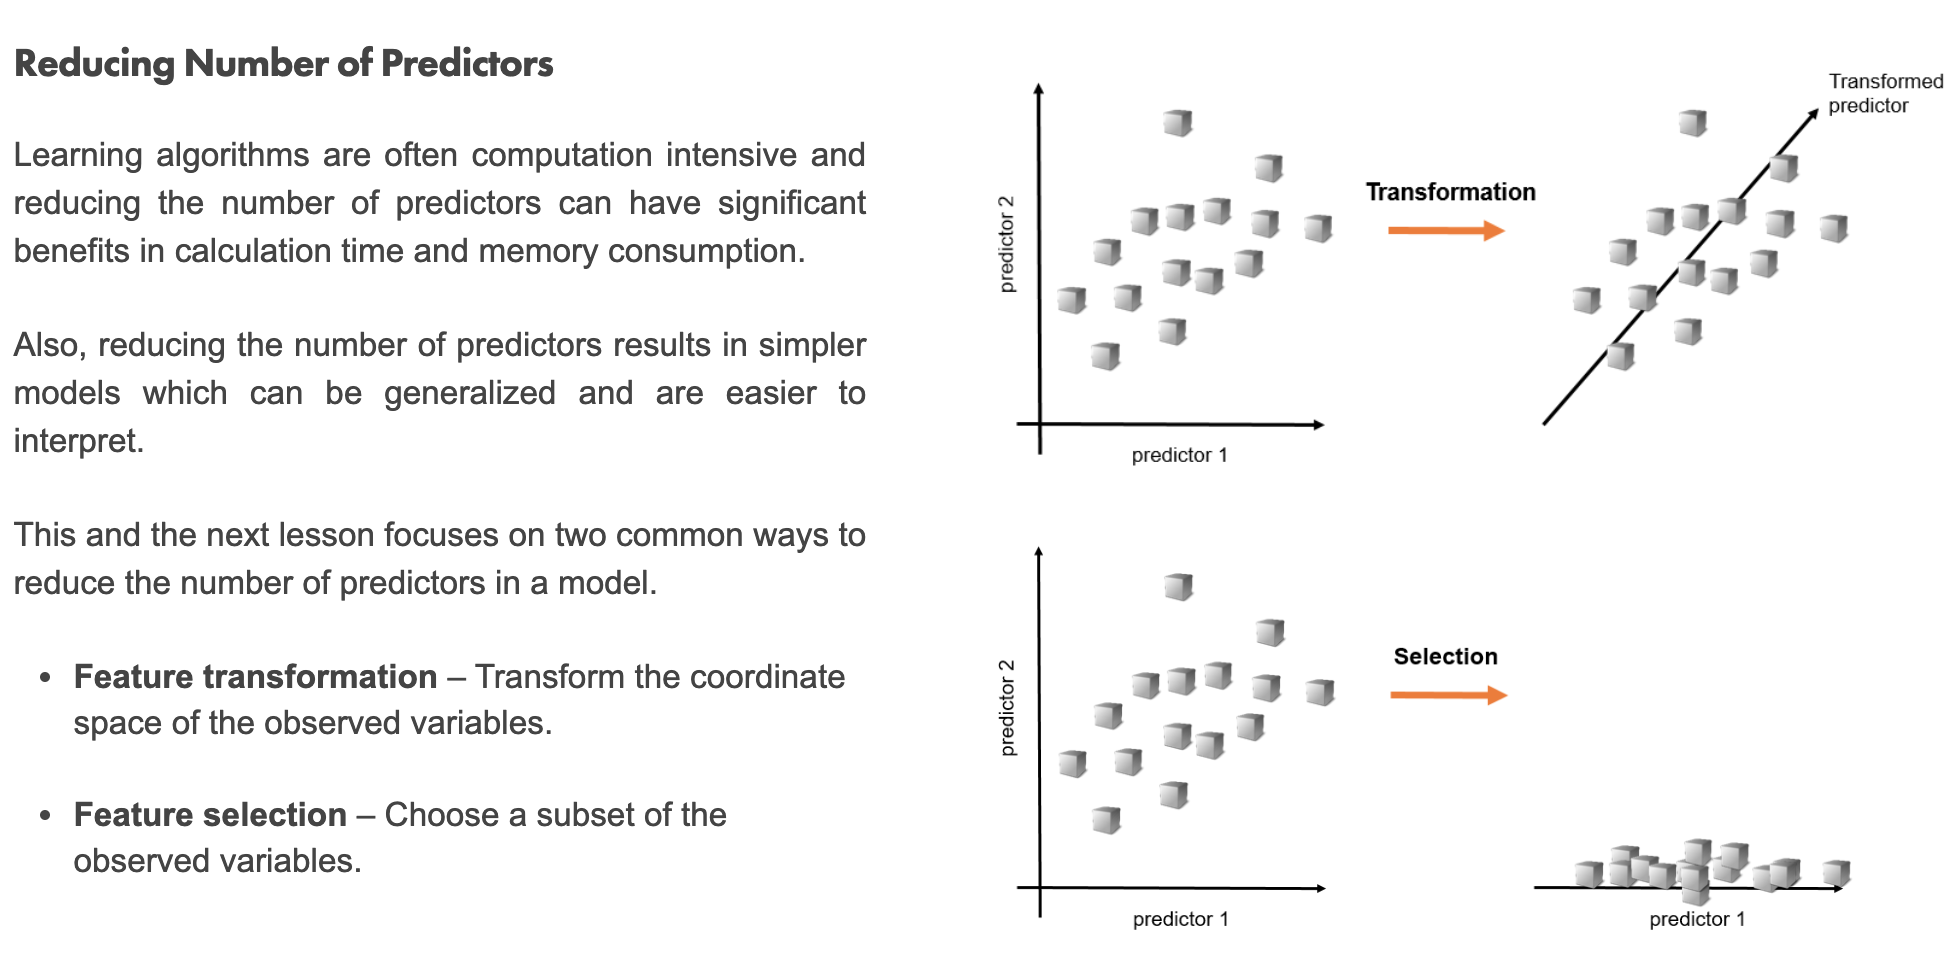 Reducing Number of Predictors
Learning algorithms are often computation intensive and
reducing the number of predictors can have significant
benefits in calculation time and memory consumption.
Also, reducing the number of predictors results in simpler
models which can be generalized and are easier to
interpret.
This and the next lesson focuses on two common ways to
reduce the number of predictors in a model.
• Feature transformation – Transform the coordinate
space of the observed variables.
• Feature selection – Choose a subset of the
observed variables.
predictor 2
predictor 1
Transformation
Transformed
predictor
predictor 2
predictor 1
Selection
predictor 1